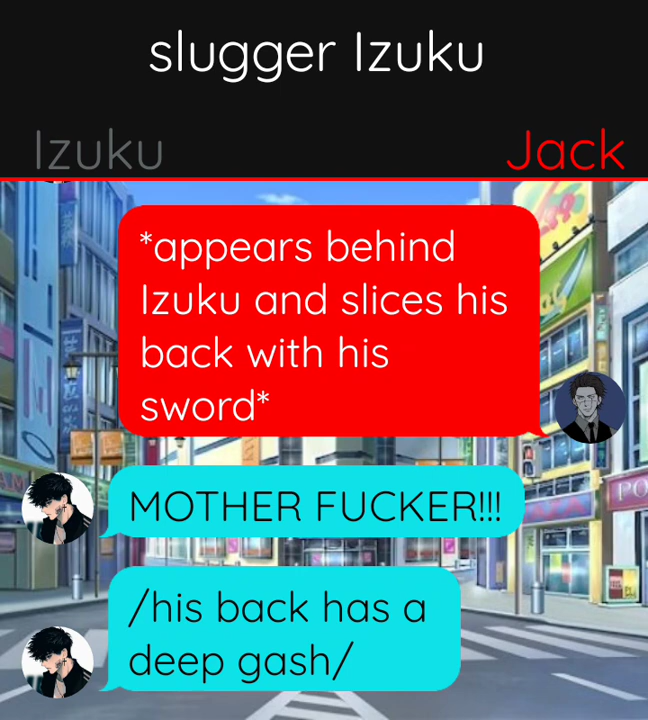 slugger Izuku
Izuku
Jack
*appears behind
Izuku and slices his
back with his
sword*
MOTHER FUCKER!!!
/his back has a
deep gash/
PO